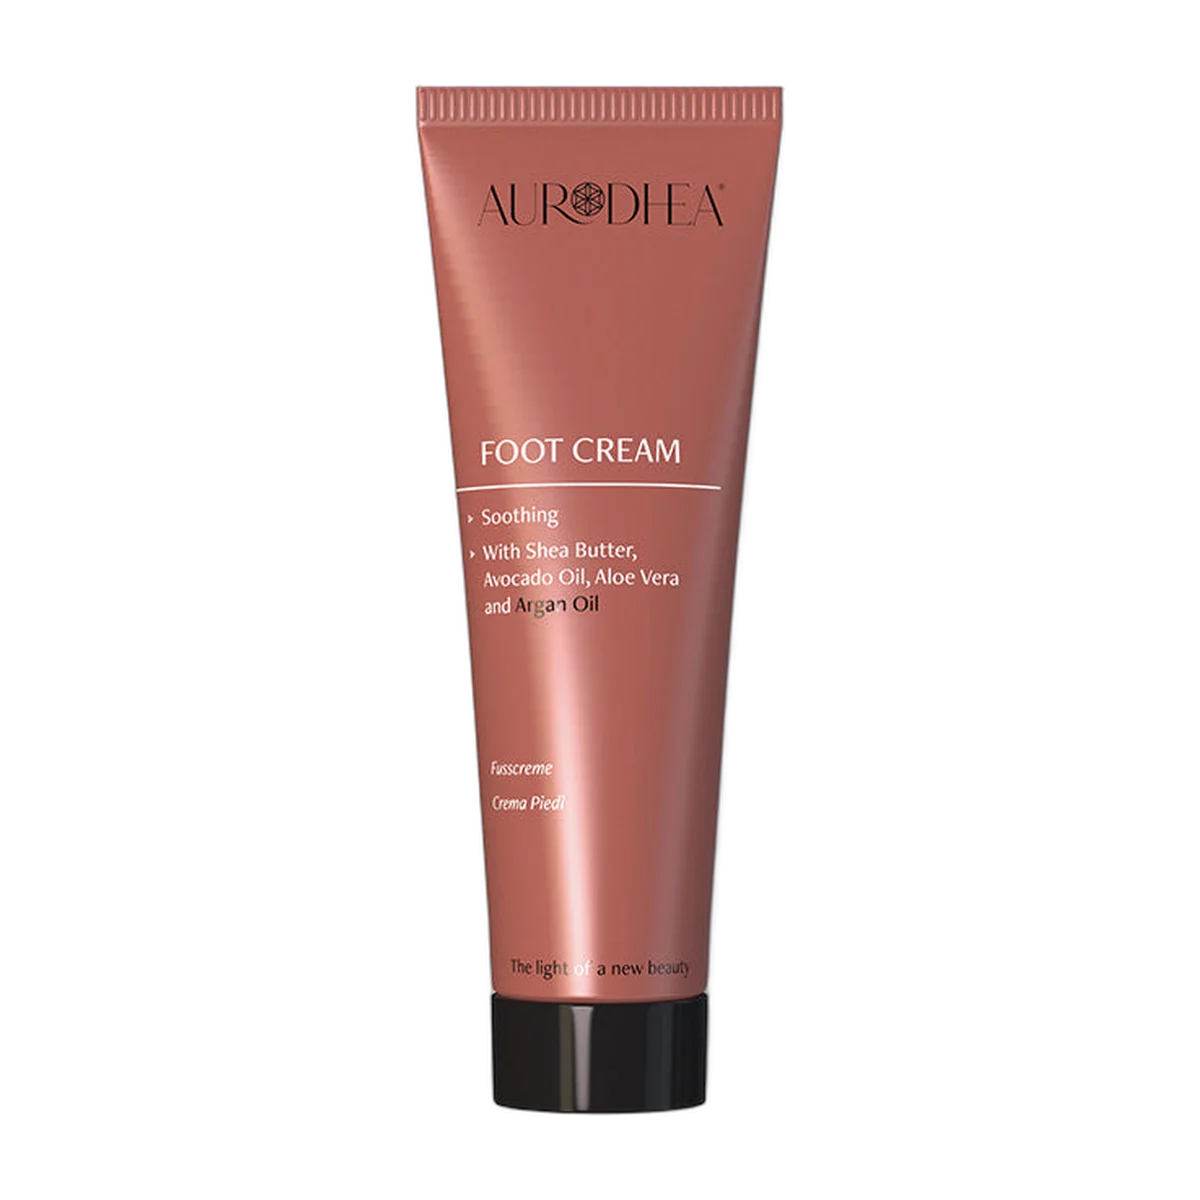 AURODHEA®
FOOT CREAM
Soothing
With Shea Butter,
Avocado Oil, Aloe Vera
and Argan Oil
Fusscreme
Crema Piedi
The light of a new beauty